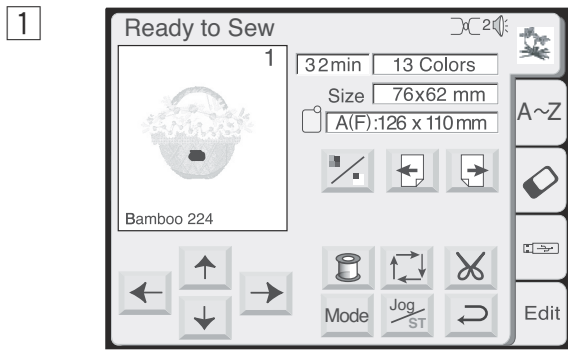 1
Ready to Sew
2
1
32min
13 Colors
Size
76x62 mm
A(F):126 x 110 mm
A~Z
Bamboo 224
Mode
Jog/ST
Edit